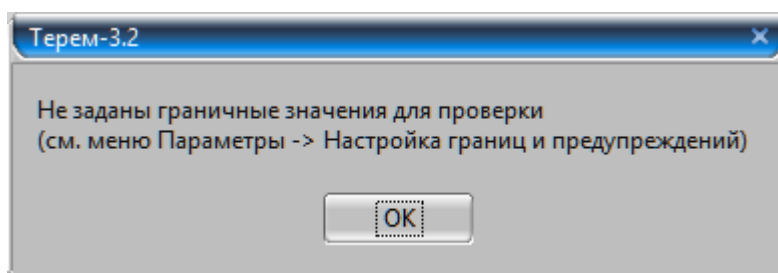 Терем-3.2
Не заданы граничные значения для проверки
(см. меню Параметры -> Настройка границ и предупреждений)
OK